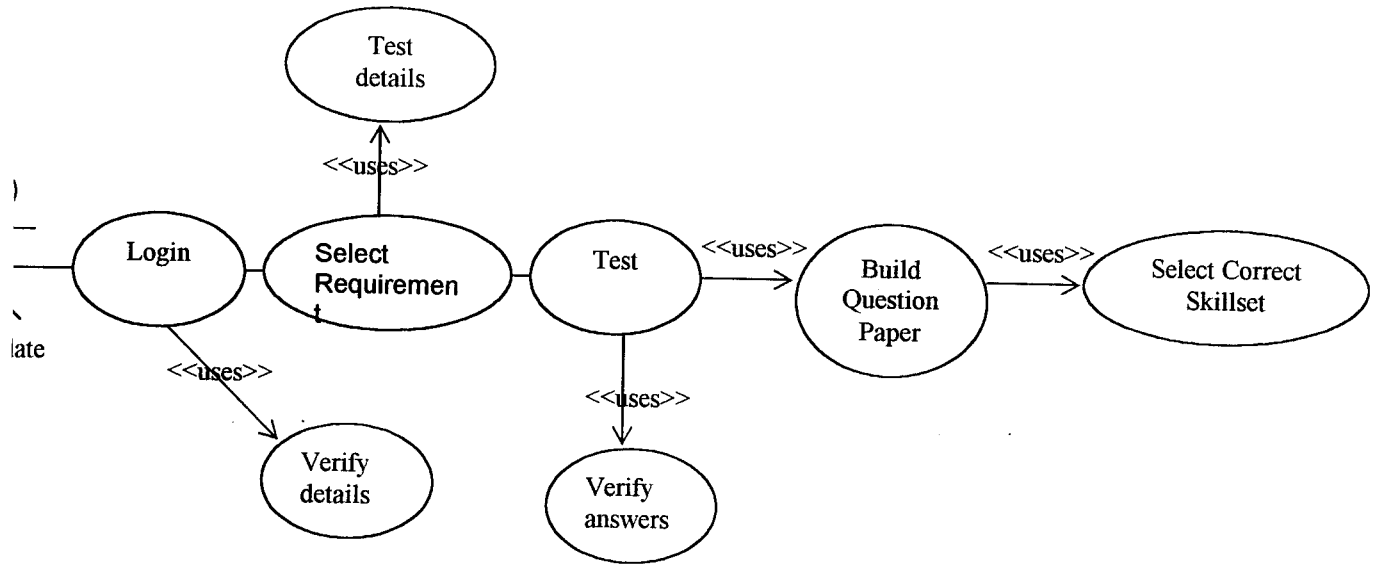 Test
details
<<uses>>
Login
Select
Requiremen
t
Test
<<uses>>
Build
Question
Paper
<<uses>>
Select Correct
Skillset
late
<<uses>>
<<uses>>
Verify
details
Verify
answers